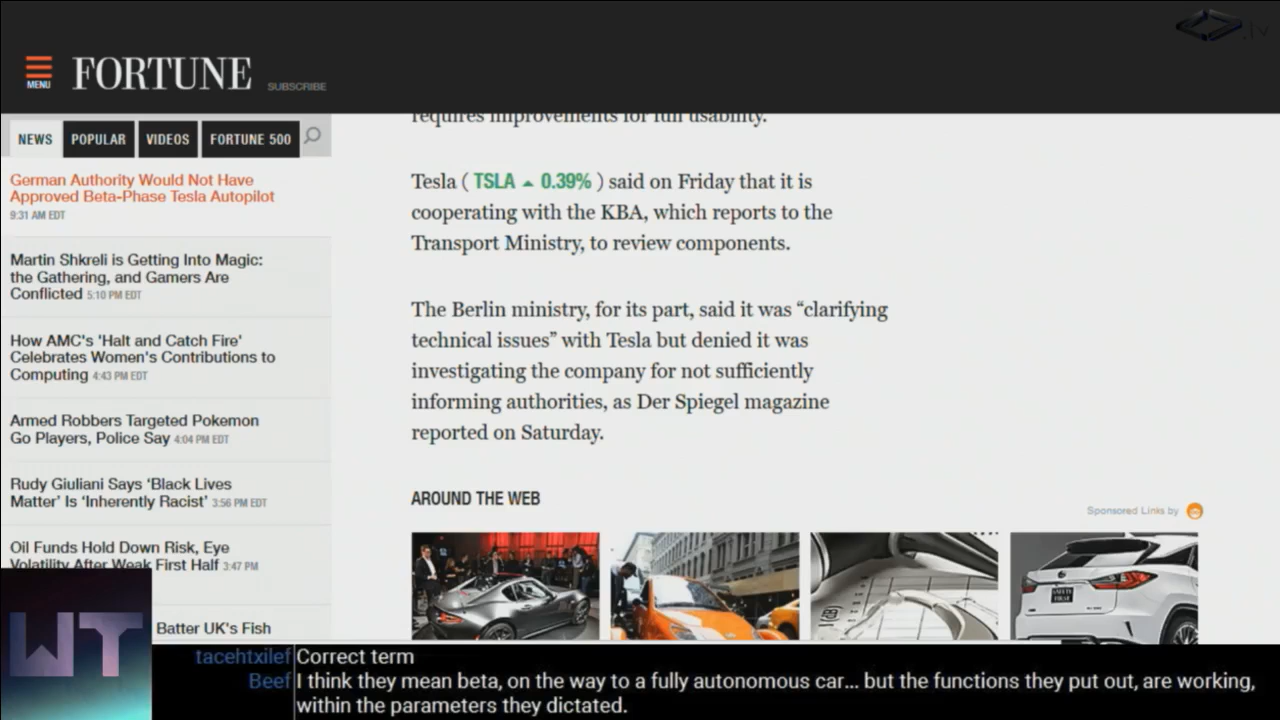 MENU
FORTUNE
SUBSCRIBE
NEWS
POPULAR
VIDEOS
FORTUNE 500
German Authority Would Not Have
Approved Beta-Phase Tesla Autopilot
9:31 AM EDT
Martin Shkreli is Getting Into Magic:
the Gathering, and Gamers Are
Conflicted 5:10 PM EDT
How AMC's 'Halt and Catch Fire'
Celebrates Women's Contributions to
Computing 4:43 PM EDT
Armed Robbers Targeted Pokemon
Go Players, Police Say 4:04 PM EDT
Rudy Giuliani Says ‘Black Lives
Matter’ Is ‘Inherently Racist’ 3:56 PM EDT
Oil Funds Hold Down Risk, Eye
Volatility After Weak First Half 3:47 PM
Batter UK's Fish
requires improvements for full usability.
Tesla ( TSLA 0.39% ) said on Friday that it is
cooperating with the KBA, which reports to the
Transport Ministry, to review components.
The Berlin ministry, for its part, said it was “clarifying
technical issues” with Tesla but denied it was
investigating the company for not sufficiently
informing authorities, as Der Spiegel magazine
reported on Saturday.
AROUND THE WEB
Sponsored Links by
WT
tacehtxilef Correct term
Beef I think they mean beta, on the way to a fully autonomous car... but the functions they put out, are working,
within the parameters they dictated.